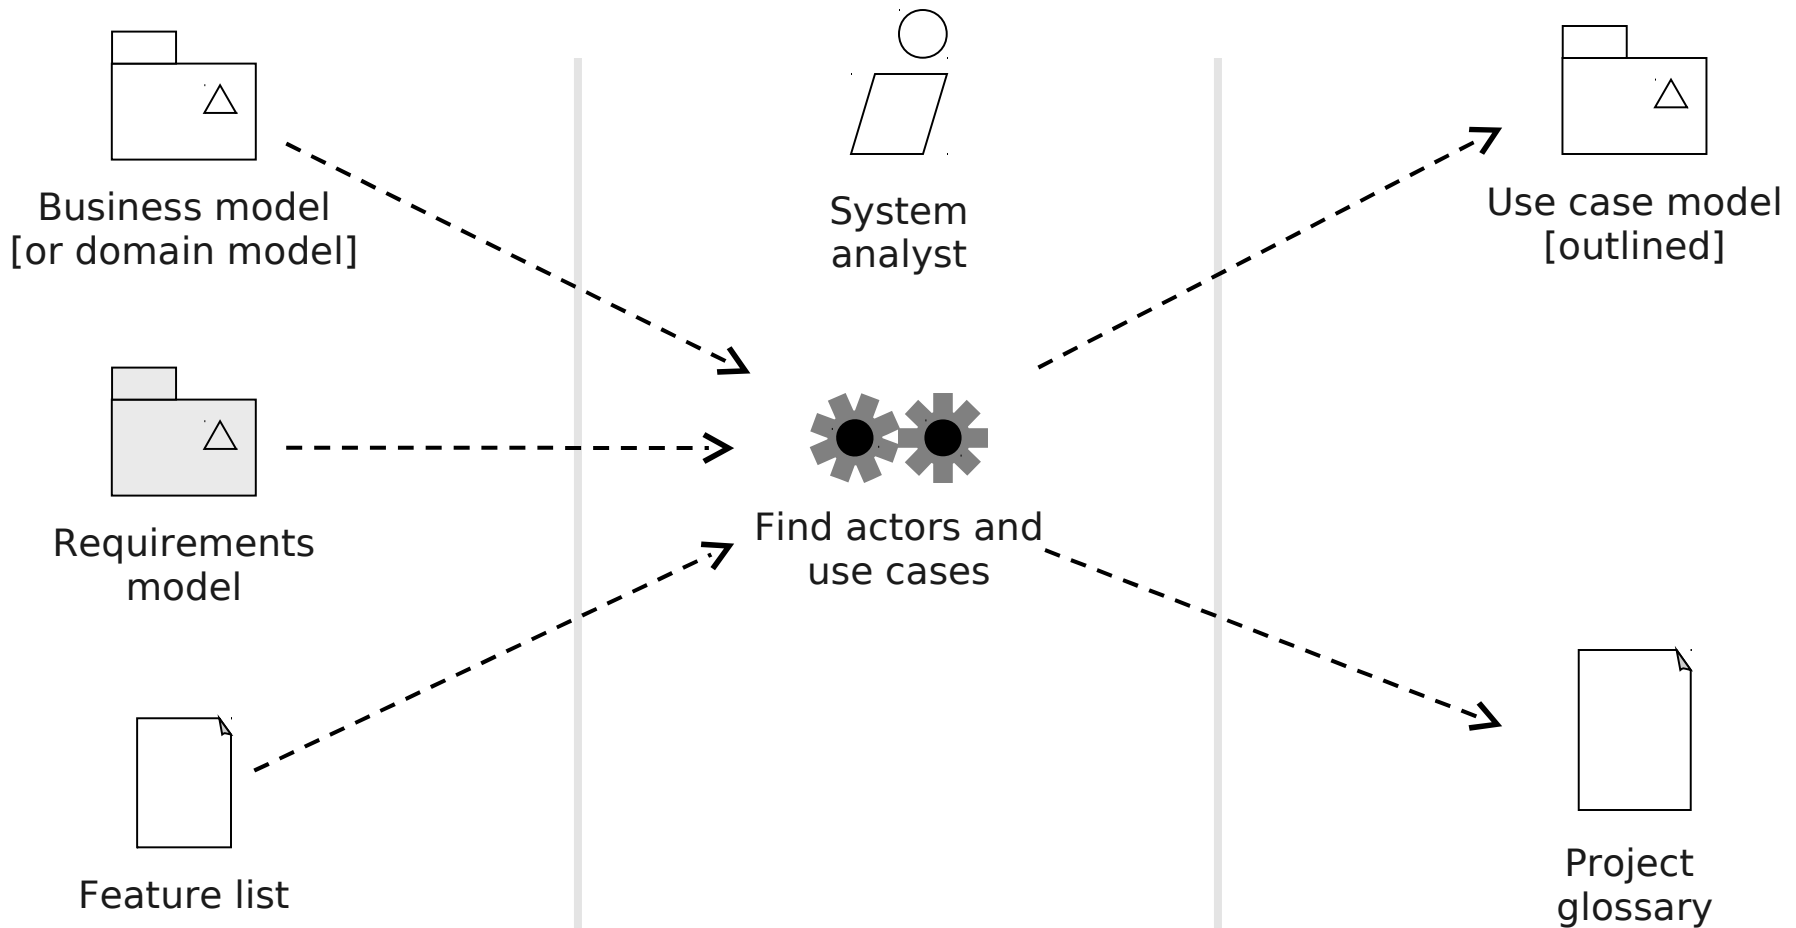 Business model
[or domain model]
Requirements
model
Feature list
System
analyst
Find actors and
use cases
Use case model
[outlined]
Project
glossary